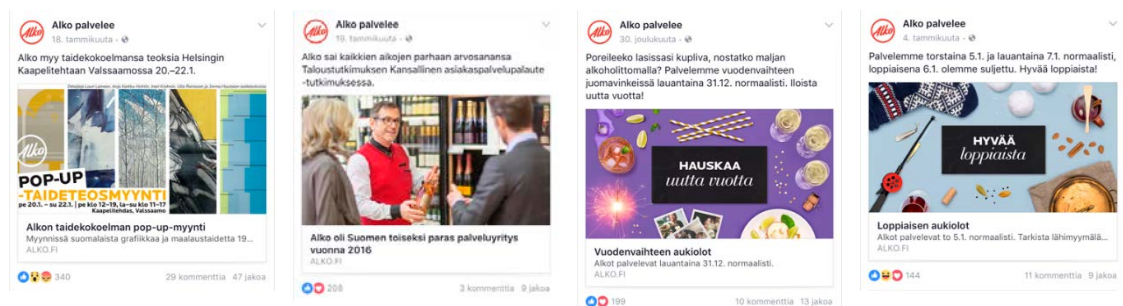 Alko palvelee
18. tammikuuta
Alko myy taidekokoelmansa teoksia Helsingin
Kaapelitehtaan Valssaamossa 20.–22.1.
Alko
POP-UP
-TAIDETEOSMYYNTI
pe 20.1. – su 22.1. | pe klo 12–19, la–su klo 11–17
Kaapelitehdas, Valssaamo
Alkon taidekokoelman pop-up-myynti
Myynnissä suomalaista grafiikkaa ja maalaustaidetta 19...
ALKO.FI
340
29 kommenttia 47 jakoa
Alko
Alko palvelee
19. tammikuuta
Alko sai kaikkien aikojen parhaan arvosanansa
Taloustutkimuksen Kansallinen asiakaspalvelupalaute
-tutkimuksessa.
Alko oli Suomen toiseksi paras palveluyritys
vuonna 2016
ALKO.FI
208
3 kommenttia 9 jakoa
Alko
Alko palvelee
30. joulukuuta
Poreileeko lasissasi kupliva, nostatko maljan
alkoholittomalla? Palvelemme vuodenvaihteen
juomavinkeissä lauantaina 31.12. normaalisti. Iloista
uutta vuotta!
HAUSKAA
uutta vuotta
Vuodenvaihteen aukiolot
Alkot palvelevat lauantaina 31.12. normaalisti.
ALKO.FI
199
10 kommenttia 13 jakoa
Alko
Alko palvelee
4. tammikuuta
Palvelemme torstaina 5.1. ja lauantaina 7.1. normaalisti,
loppiaisena 6.1. olemme suljettu. Hyvää loppiaista!
HYVÄÄ
loppiaista
Loppiaisen aukiolot
Alkot palvelevat to 5.1. normaalisti. Tarkista lähimyymälä...
ALKO.FI
144
11 kommenttia 9 jakoa
Alko